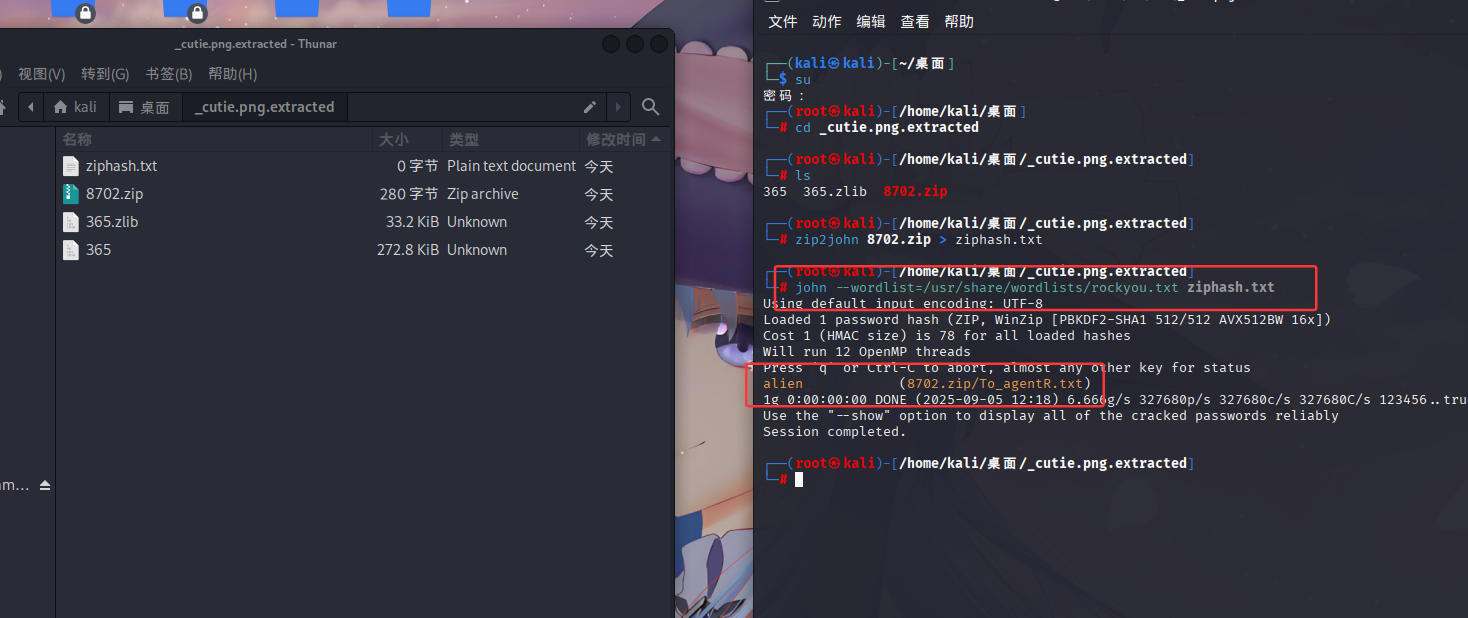 _cutie.png.extracted - Thunar
视图(V) 转到(G) 书签(B) 帮助(H)
kali 桌面 _cutie.png.extracted
名称 大小 类型 修改时间
ziphash.txt 0 字节 Plain text document 今天
8702.zip 280 字节 Zip archive 今天
365.zlib 33.2 KiB Unknown 今天
365 272.8 KiB Unknown 今天
文件 动作 编辑 查看 帮助
┌──(kali㉿kali)-[~/桌面]
└─$ su
密码：
┌──(root㉿kali)-[/home/kali/桌面]
└─# cd _cutie.png.extracted
┌──(root㉿kali)-[/home/kali/桌面/_cutie.png.extracted]
└─# ls
365 365.zlib 8702.zip
┌──(root㉿kali)-[/home/kali/桌面/_cutie.png.extracted]
└─# zip2john 8702.zip > ziphash.txt
┌──(root㉿kali)-[/home/kali/桌面/_cutie.png.extracted]
└─# john --wordlist=/usr/share/wordlists/rockyou.txt ziphash.txt
Using default input encoding: UTF-8
Loaded 1 password hash (ZIP, WinZip [PBKDF2-SHA1 512/512 AVX512BW 16x])
Cost 1 (HMAC size) is 78 for all loaded hashes
Will run 12 OpenMP threads
Press 'q' or Ctrl-C to abort, almost any other key for status
alien (8702.zip/To_agentR.txt)
1g 0:00:00:00 DONE (2025-09-05 12:18) 6.666g/s 327680p/s 327680c/s 327680C/s 123456..tru
Use the "--show" option to display all of the cracked passwords reliably
Session completed.
┌──(root㉿kali)-[/home/kali/桌面/_cutie.png.extracted]
└─#